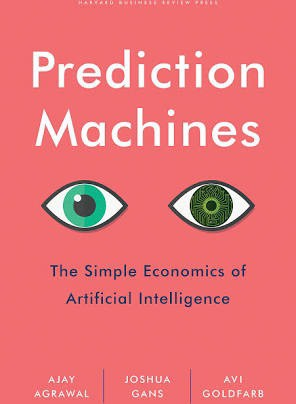 HARVARD BUSINESS REVIEW PRESS
Prediction
Machines
The Simple Economics of
Artificial Intelligence
AJAY
AGRAWAL
JOSHUA
GANS
AVI
GOLDFARB